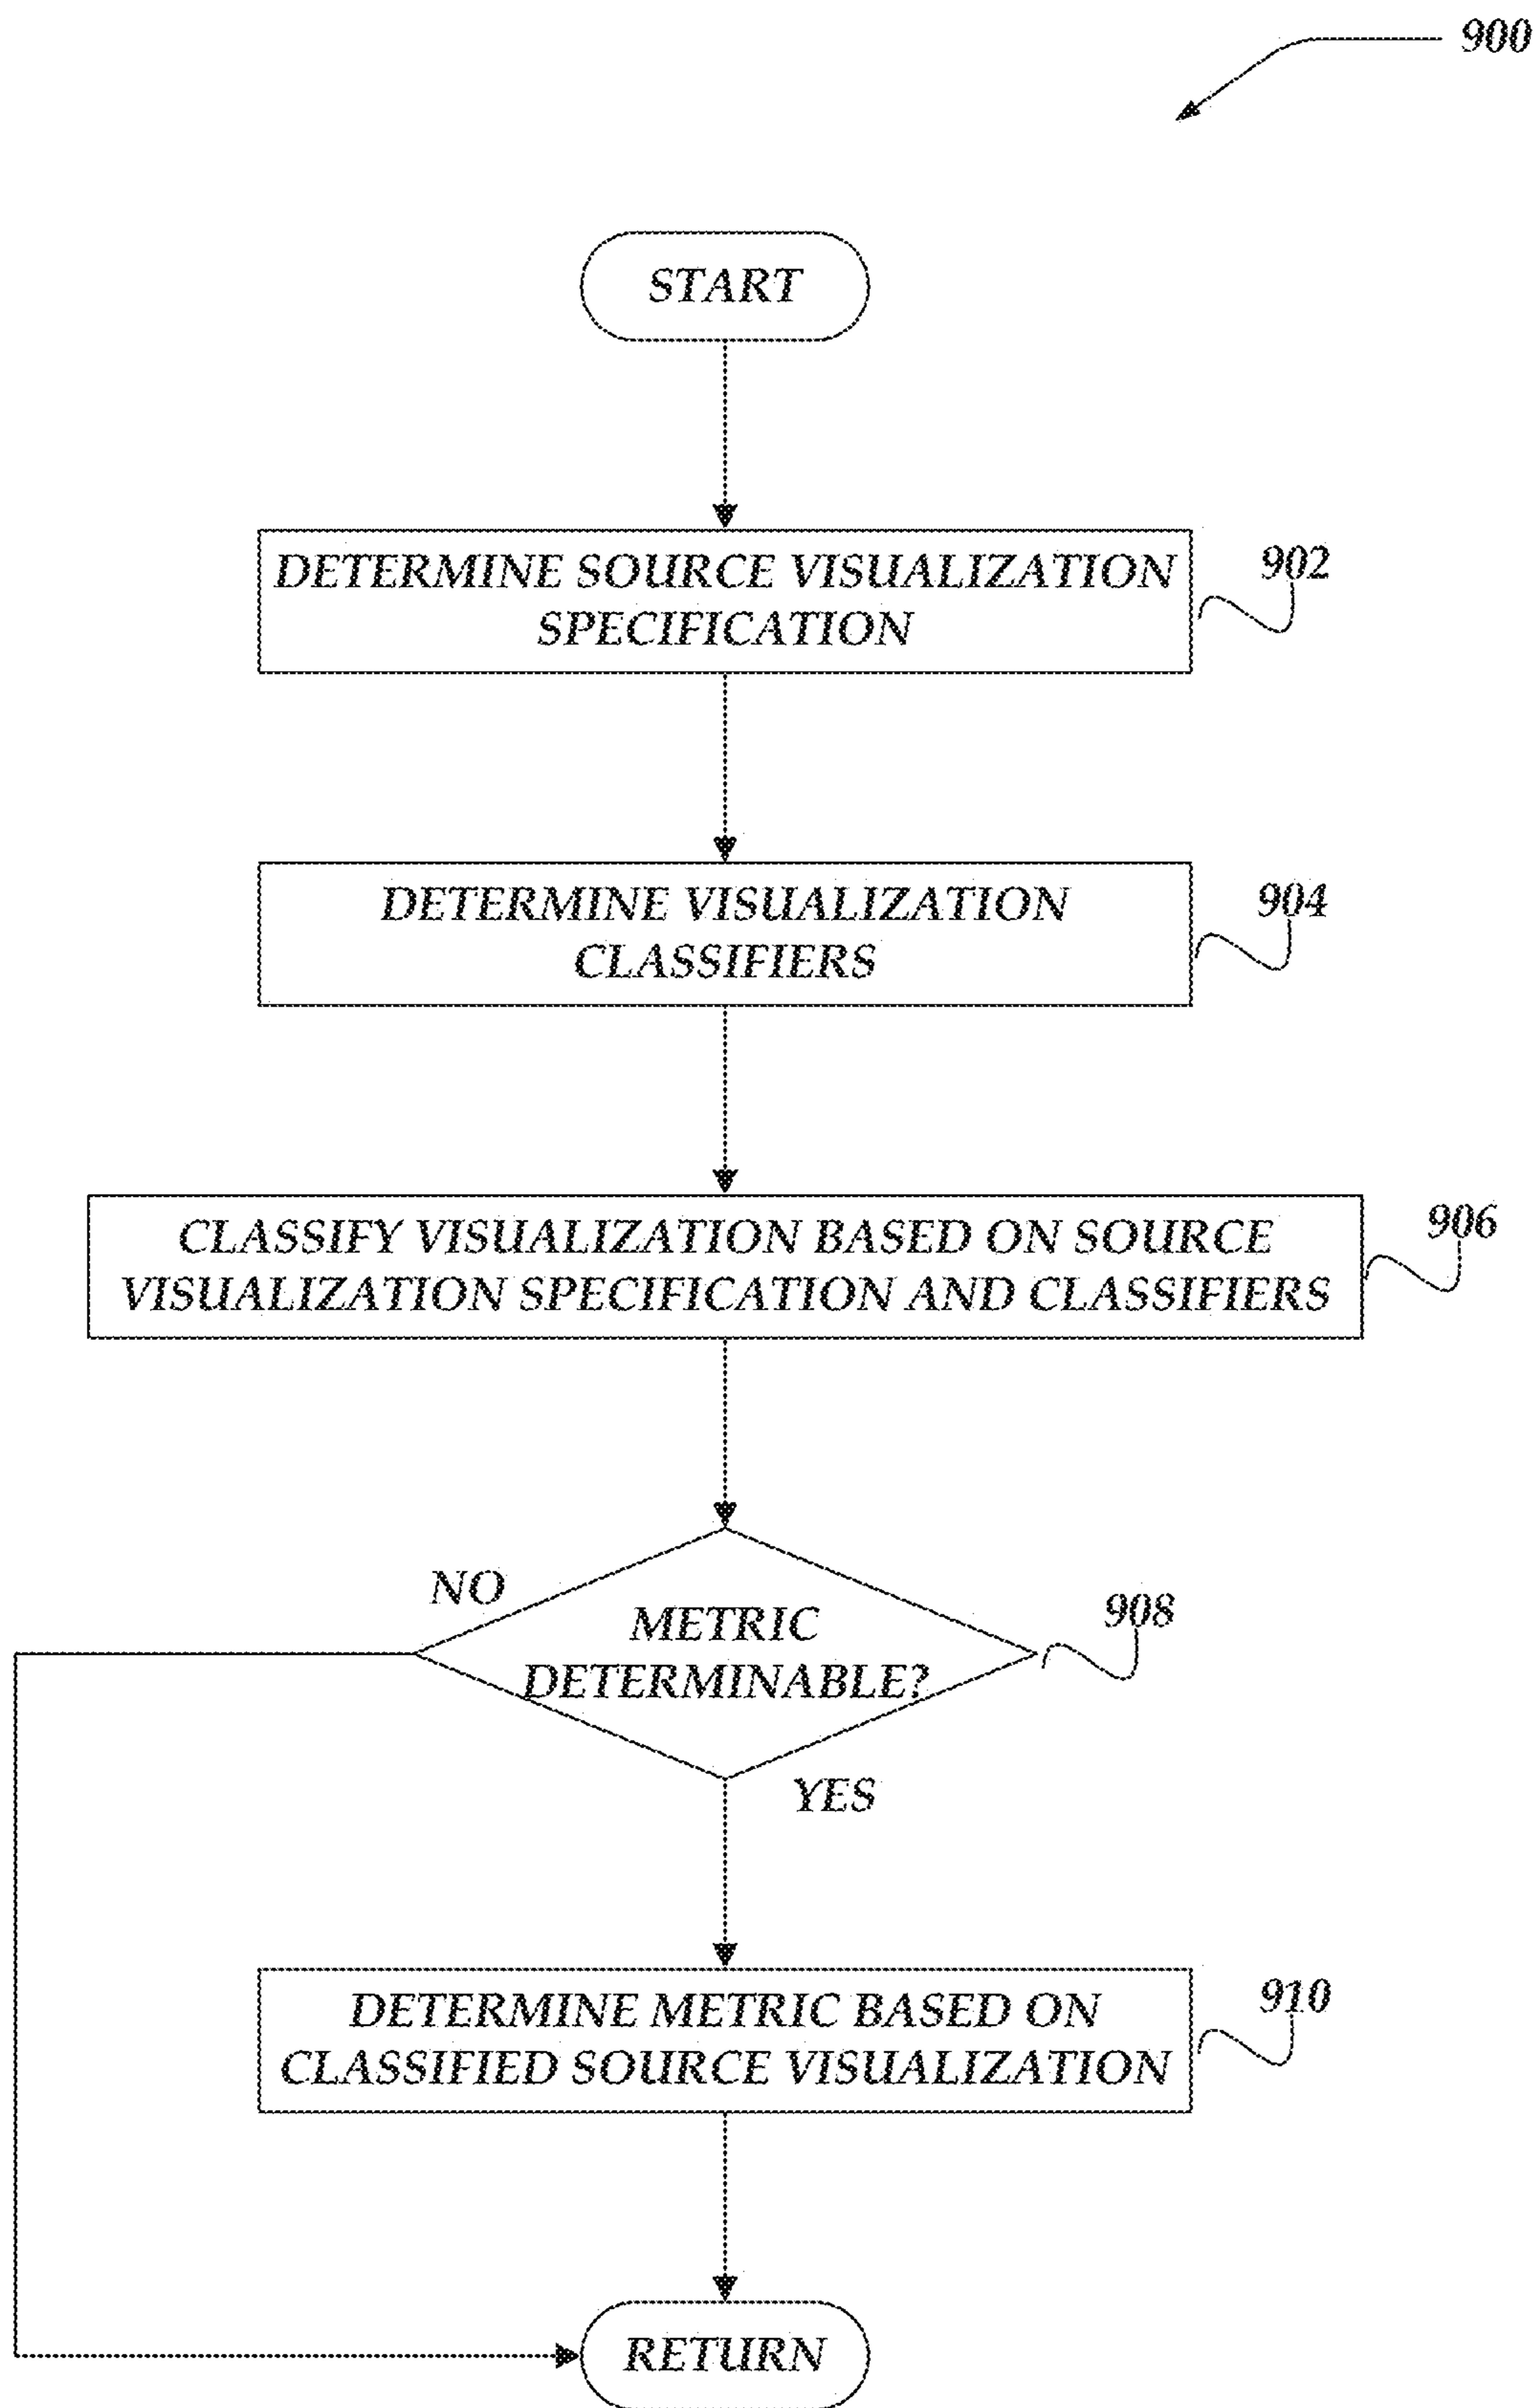 900
START
DETERMINE SOURCE VISUALIZATION
SPECIFICATION
902
DETERMINE VISUALIZATION
CLASSIFIERS
904
CLASSIFY VISUALIZATION BASED ON SOURCE
VISUALIZATION SPECIFICATION AND CLASSIFIERS
906
NO
METRIC
DETERMINABLE?
908
YES
DETERMINE METRIC BASED ON
CLASSIFIED SOURCE VISUALIZATION
910
RETURN